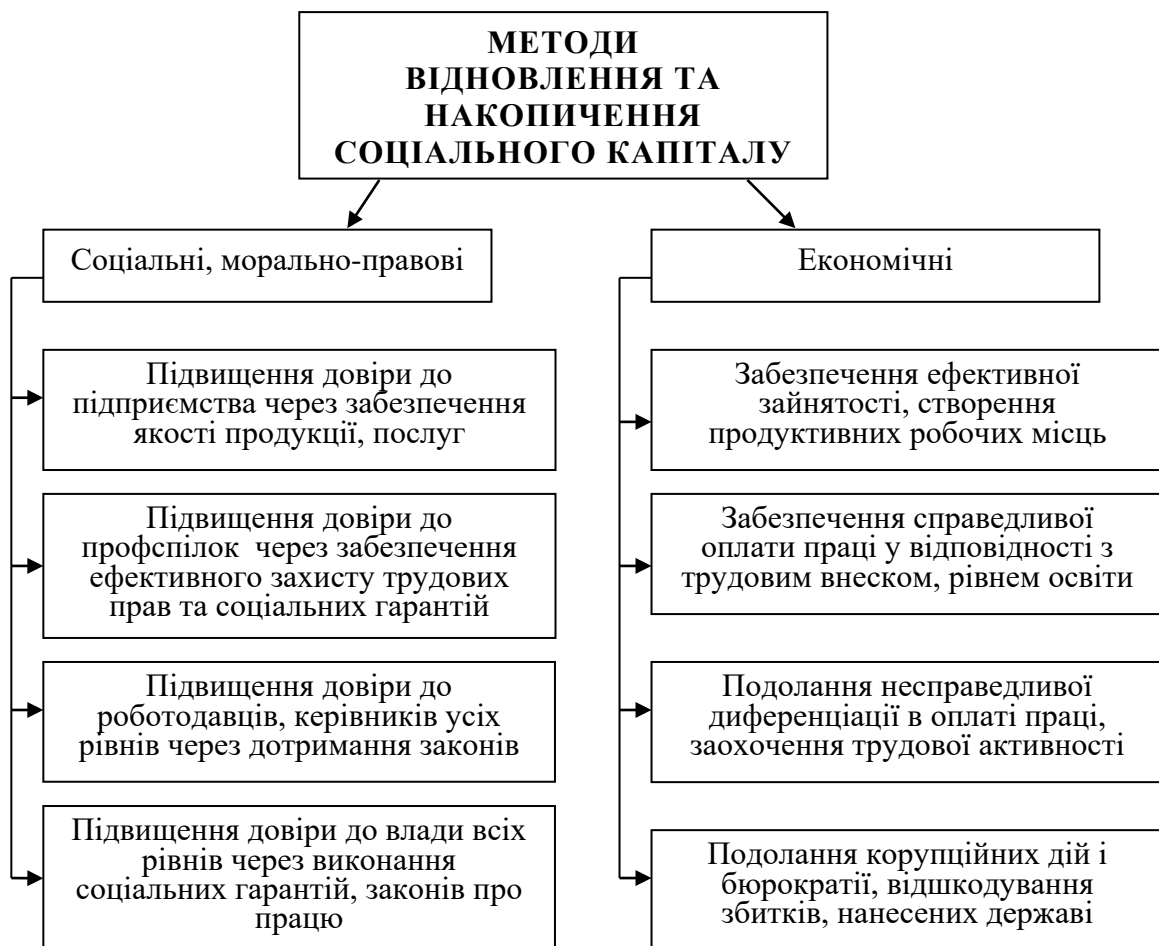 МЕТОДИ
ВІДНОВЛЕННЯ ТА
НАКОПИЧЕННЯ
СОЦІАЛЬНОГО КАПІТАЛУ
Соціальні, морально-правові
Підвищення довіри до
підприємства через забезпечення
якості продукції, послуг
Підвищення довіри до
профспілок через забезпечення
ефективного захисту трудових
прав та соціальних гарантій
Підвищення довіри до
роботодавців, керівників усіх
рівнів через дотримання законів
Підвищення довіри до влади всіх
рівнів через виконання
соціальних гарантій, законів про
працю
Економічні
Забезпечення ефективної
зайнятості, створення
продуктивних робочих місць
Забезпечення справедливої
оплати праці у відповідності з
трудовим внеском, рівнем освіти
Подолання несправедливої
диференціації в оплаті праці,
заохочення трудової активності
Подолання корупційних дій і
бюрократії, відшкодування
збитків, нанесених державі